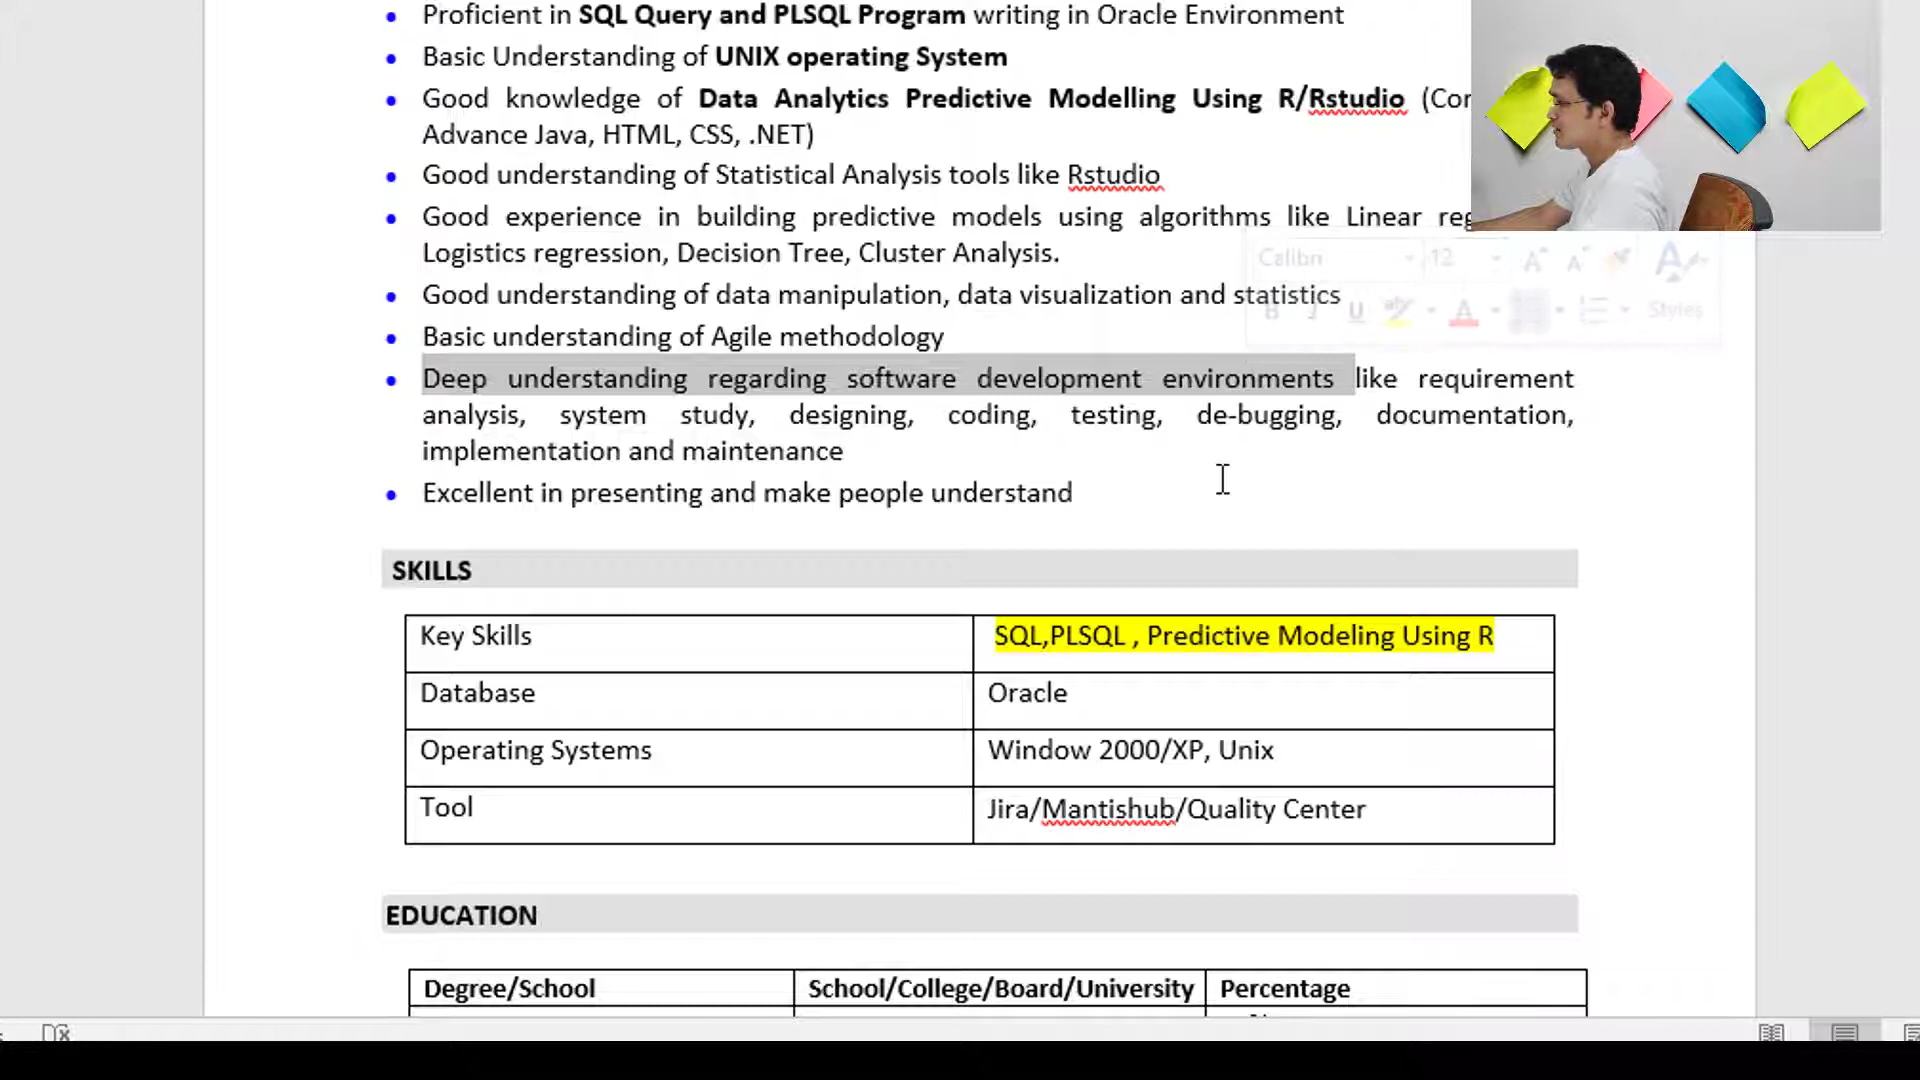 Proficient in SQL Query and PLSQL Program writing in Oracle Environment
Basic Understanding of UNIX operating System
Good knowledge of Data Analytics Predictive Modelling Using R/Rstudio
Advance Java, HTML, CSS, .NET)
Good understanding of Statistical Analysis tools like Rstudio
Good experience in building predictive models using algorithms like Linear
Logistics regression, Decision Tree, Cluster Analysis.
Calibri 12
Good understanding of data manipulation, data visualization and statistics
Styles
Basic understanding of Agile methodology
Deep understanding regarding software development environments like requirement
analysis, system study, designing, coding, testing, de-bugging, documentation,
implementation and maintenance
Excellent in presenting and make people understand
SKILLS
Key Skills SQL,PLSQL , Predictive Modeling Using R
Database Oracle
Operating Systems Window 2000/XP, Unix
Tool Jira/Mantishub/Quality Center
EDUCATION
Degree/School School/College/Board/University Percentage